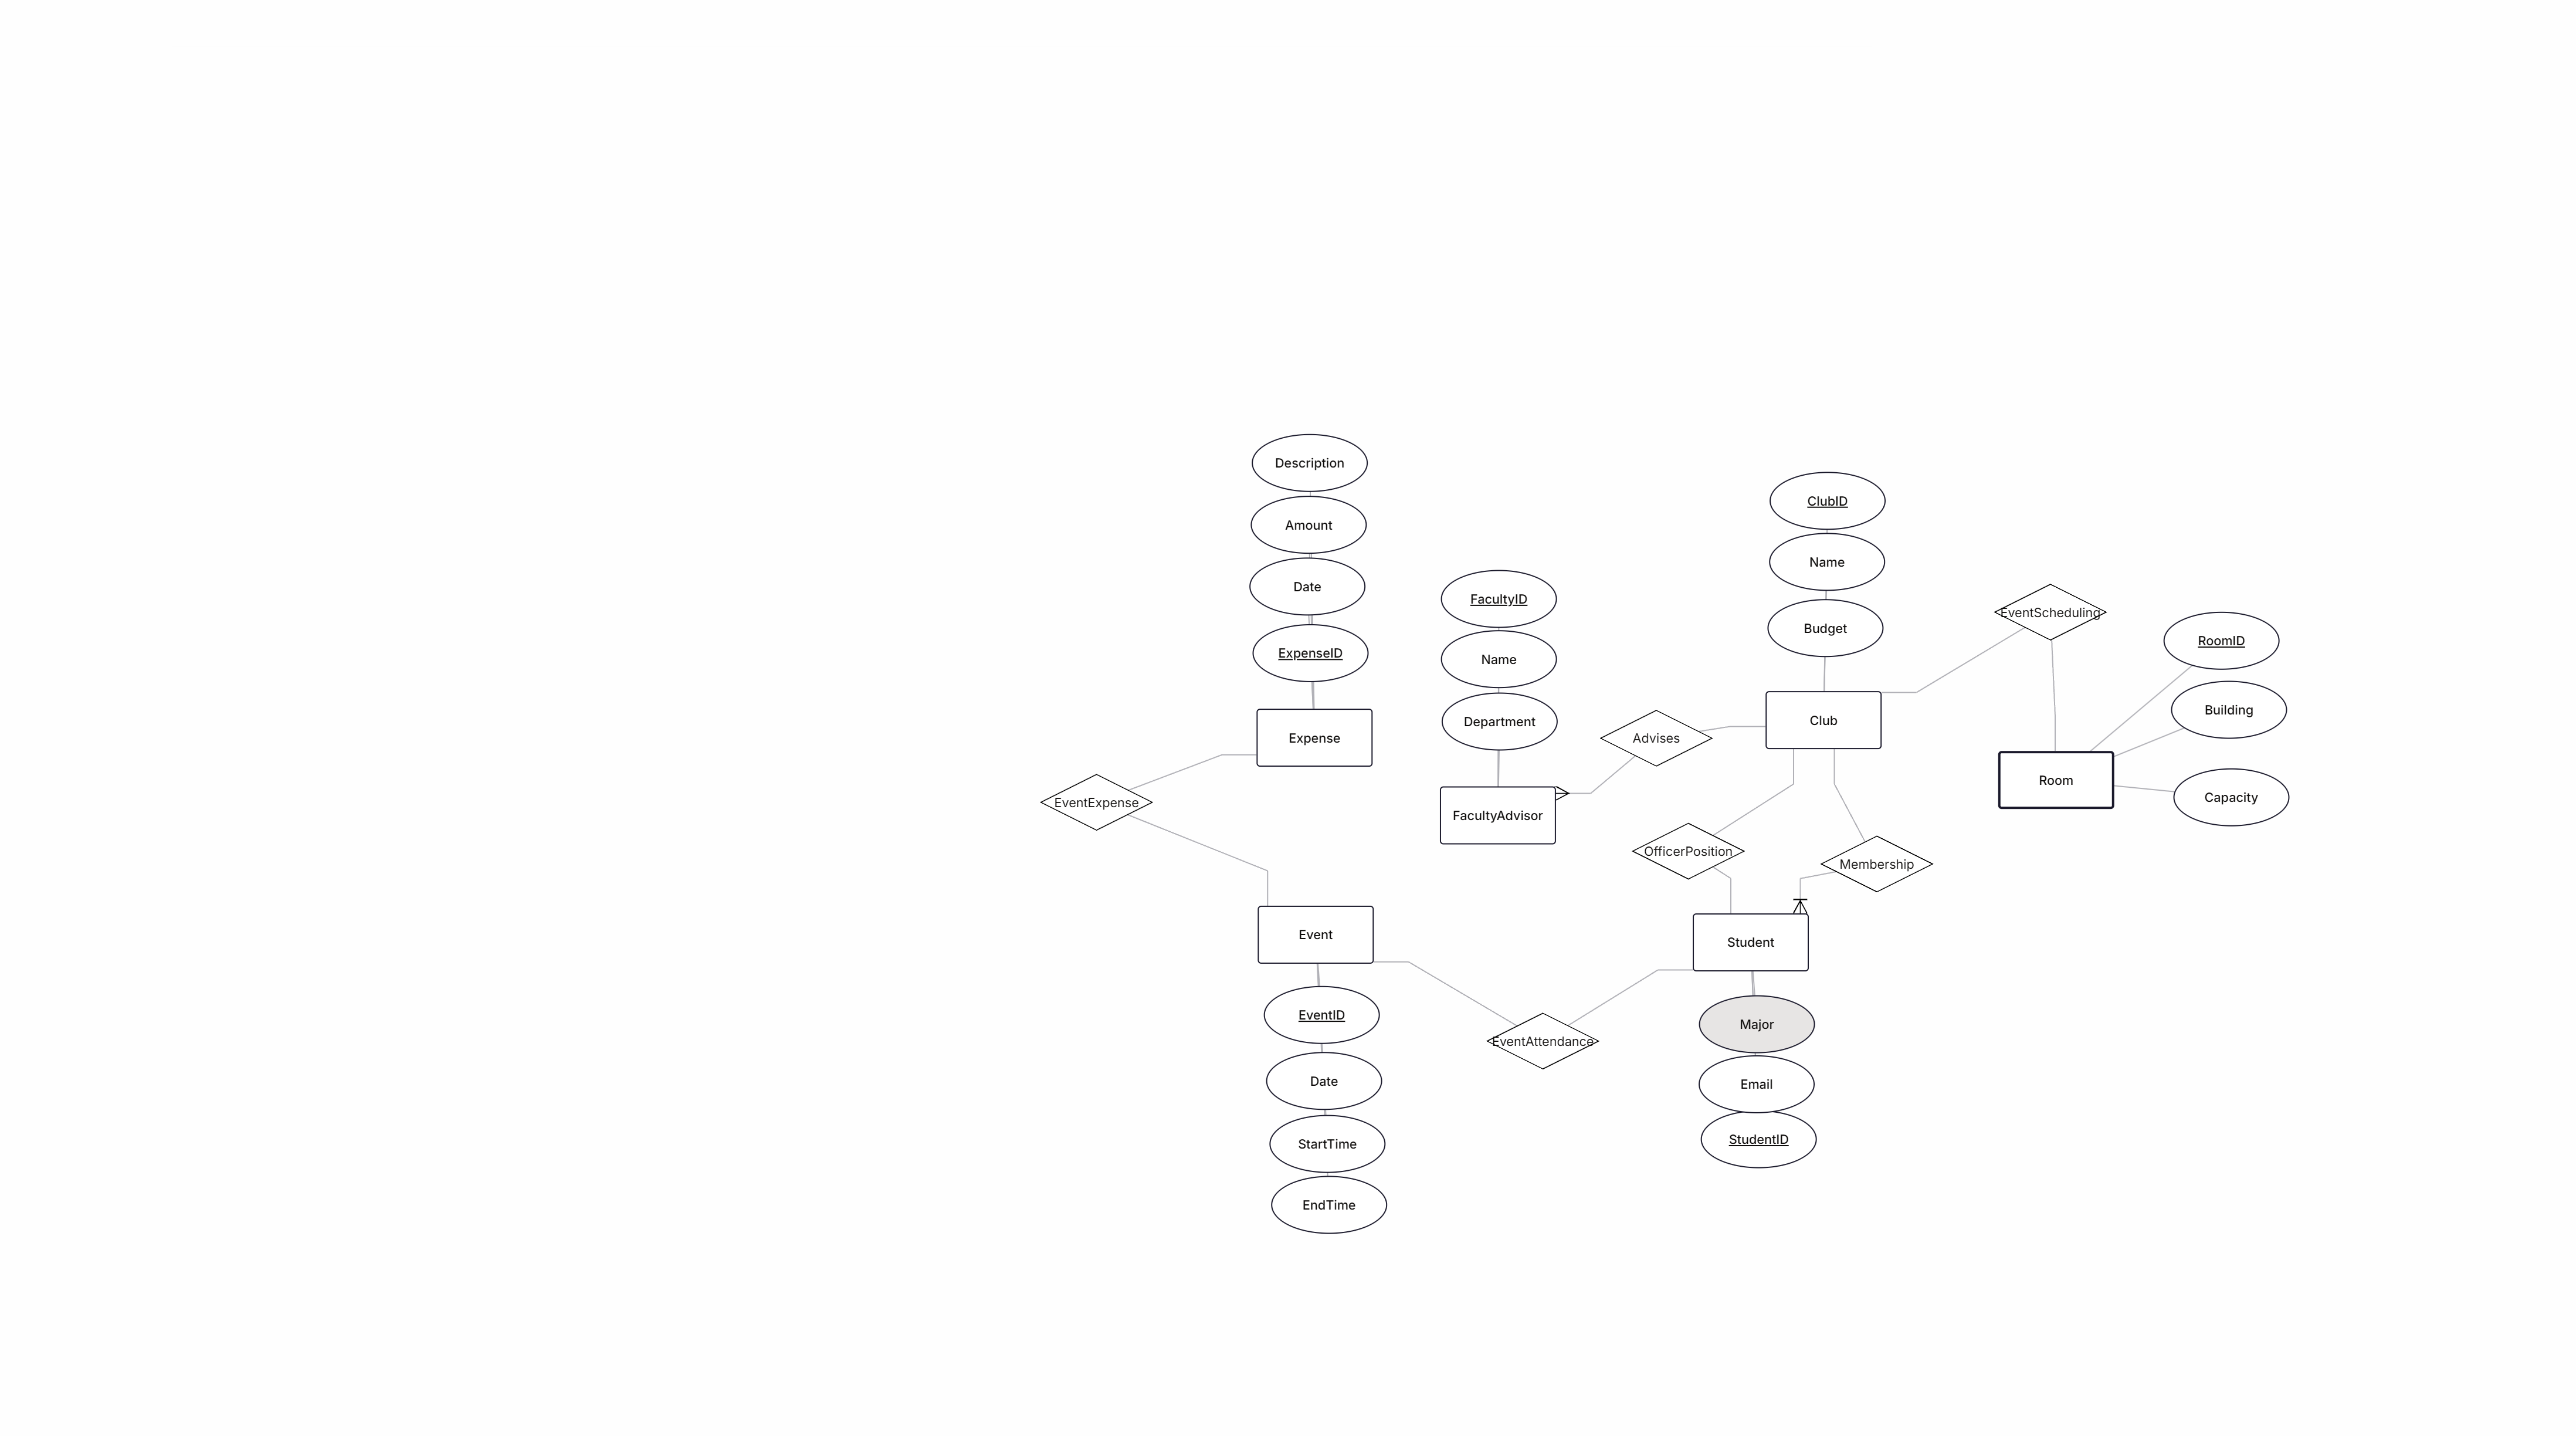 Description
Amount
Date
ExpenseID
Expense
EventExpense
FacultyID
Name
Department
FacultyAdvisor
Advises
ClubID
Name
Budget
Club
EventScheduling
RoomID
Building
Capacity
Room
OfficerPosition
Membership
Event
EventID
Date
StartTime
EndTime
EventAttendance
Student
Major
Email
StudentID